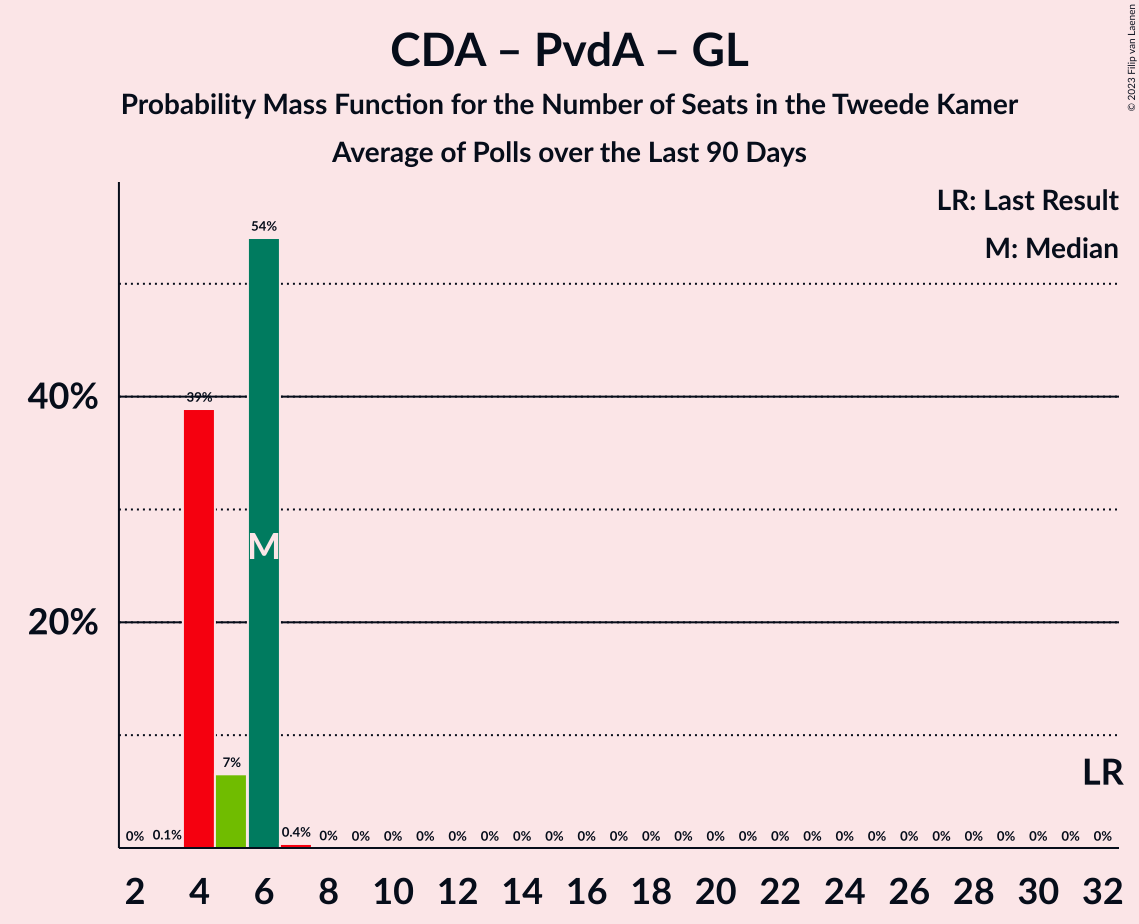 CDA – PvdA – GL
Probability Mass Function for the Number of Seats in the Tweede Kamer
Average of Polls over the Last 90 Days
© 2023 Filip van Laenen
LR: Last Result
M: Median
54%
40%
39%
M
20%
7%
LR
0% 0.1% 0.4% 0% 0% 0% 0% 0% 0% 0% 0% 0% 0% 0% 0% 0% 0% 0% 0% 0% 0% 0% 0% 0% 0% 0% 0% 0%
2 4 6 8 10 12 14 16 18 20 22 24 26 28 30 32